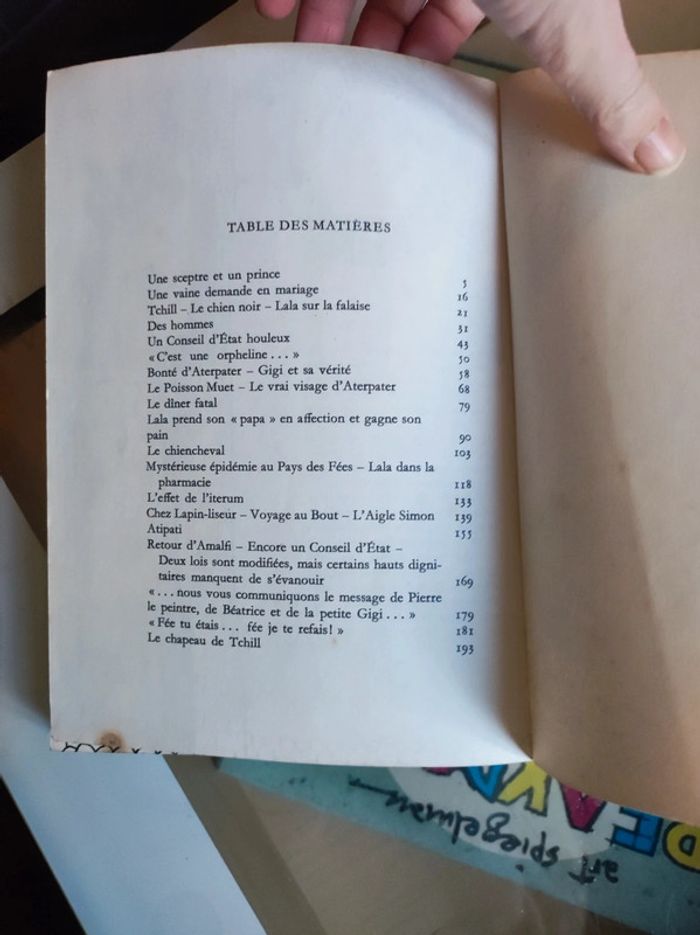 TABLE DES MATIÈRES
Une sceptre et un prince 5
Une vaine demande en mariage 16
Tchill – Le chien noir – Lala sur la falaise 21
Des hommes 31
Un Conseil d'État houleux 43
« C'est une orpheline... » 50
Bonté d'Aterpater – Gigi et sa vérité 58
Le Poisson Muet – Le vrai visage d'Aterpater 68
Le dîner fatal 79
Lala prend son « papa » en affection et gagne son
pain 90
Le chiencheval 103
Mystérieuse épidémie au Pays des Fées – Lala dans la
pharmacie 118
L'effet de l'iterum 133
Chez Lapin-liseur – Voyage au Bout – L'Aigle Simon 139
Atipati 155
Retour d'Amalfi – Encore un Conseil d'État –
Deux lois sont modifiées, mais certains hauts digni-
taires manquent de s'évanouir 169
« ... nous vous communiquons le message de Pierre
le peintre, de Béatrice et de la petite Gigi... » 179
« Fée tu étais... fée je te refais! » 181
Le chapeau de Tchill 193
art spiegelman